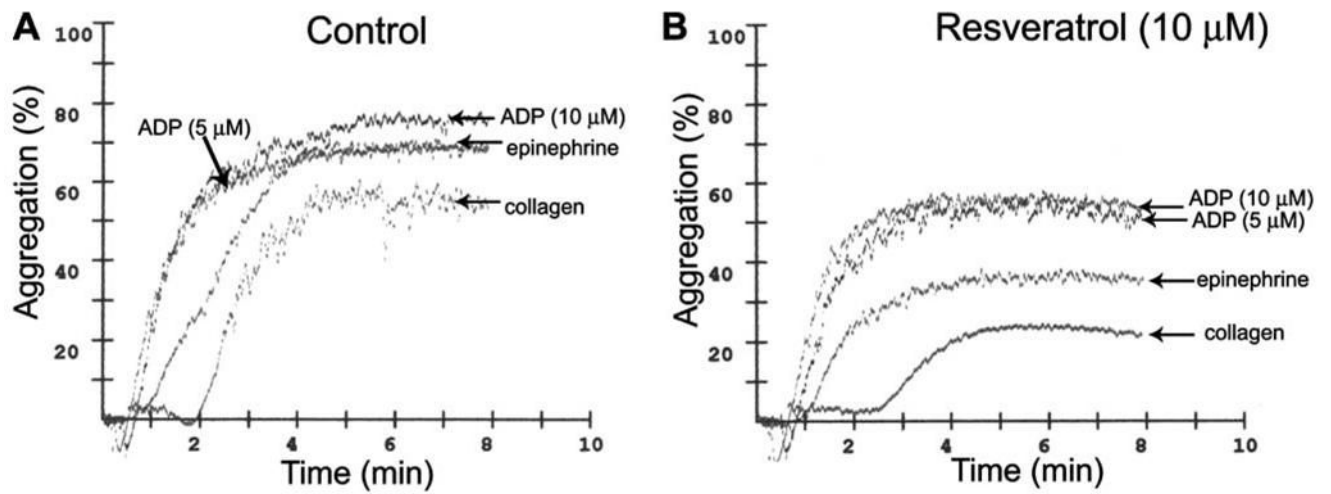 A
Control
Aggregation (%)
100
80
60
40
20
ADP (5 μM)
ADP (10 μM)
epinephrine
collagen
2 4 6 8 10
Time (min)
B
Resveratrol (10 μM)
Aggregation (%)
100
80
60
40
20
ADP (10 μM)
ADP (5 μM)
epinephrine
collagen
2 4 6 8 10
Time (min)